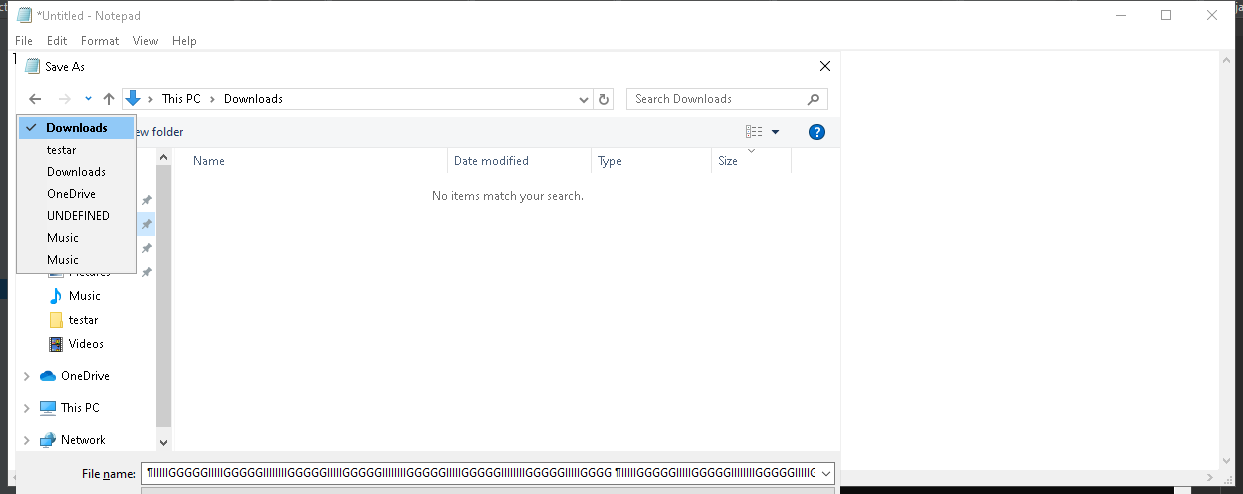 *Untitled - Notepad
File Edit Format View Help
Save As
This PC > Downloads
Search Downloads
Downloads
testar
Downloads
OneDrive
UNDEFINED
Music
Music
ew folder
Name Date modified Type Size
No items match your search.
Pictures
Music
testar
Videos
OneDrive
This PC
Network
File name: